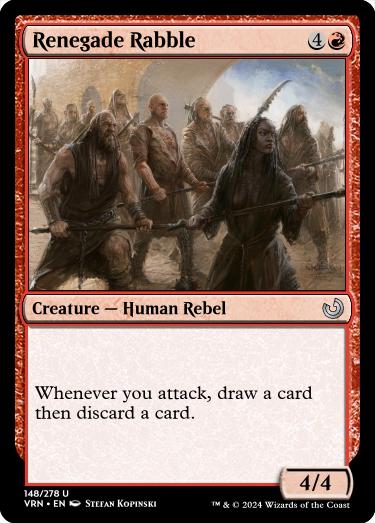 Renegade Rabble 4
Creature — Human Rebel
Whenever you attack, draw a card
then discard a card.
4/4
148/278 U
VRN • EN Stefan Kopinski ™ & © 2024 Wizards of the Coast